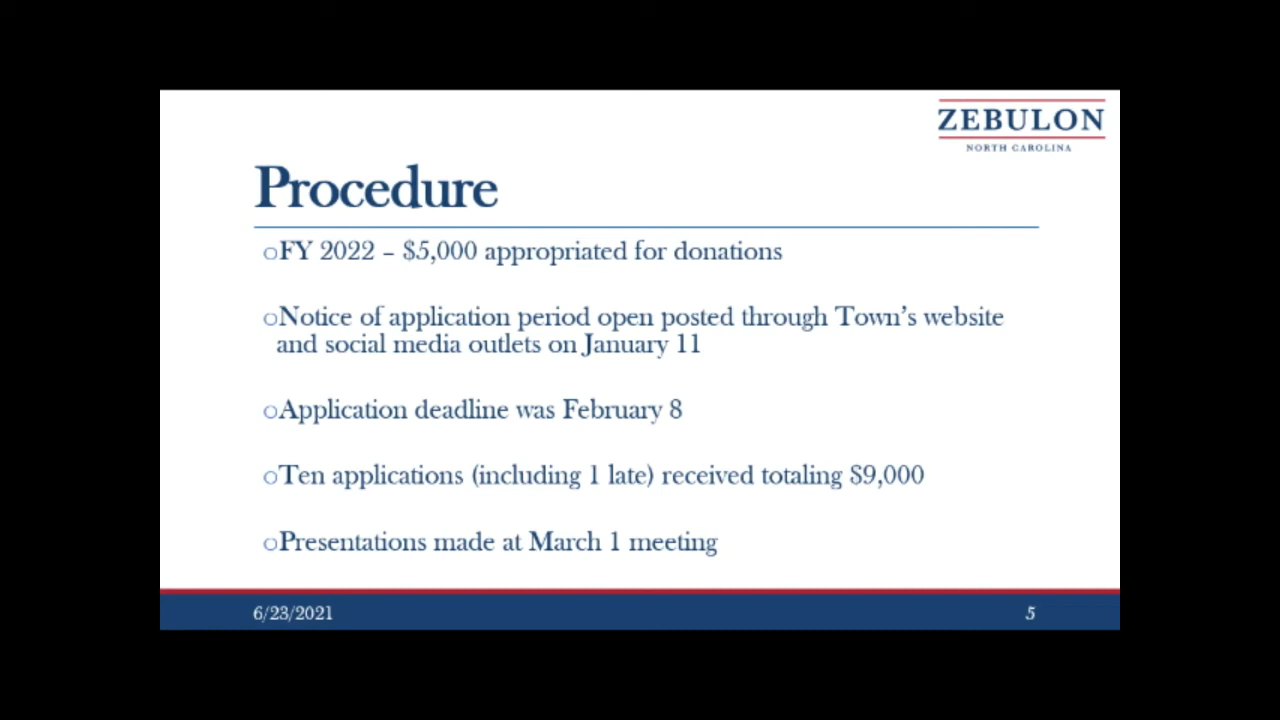 ZEBULON
NORTH CAROLINA
Procedure
○FY 2022 – $5,000 appropriated for donations
○Notice of application period open posted through Town’s website
and social media outlets on January 11
○Application deadline was February 8
○Ten applications (including 1 late) received totaling $9,000
○Presentations made at March 1 meeting
6/23/2021
5